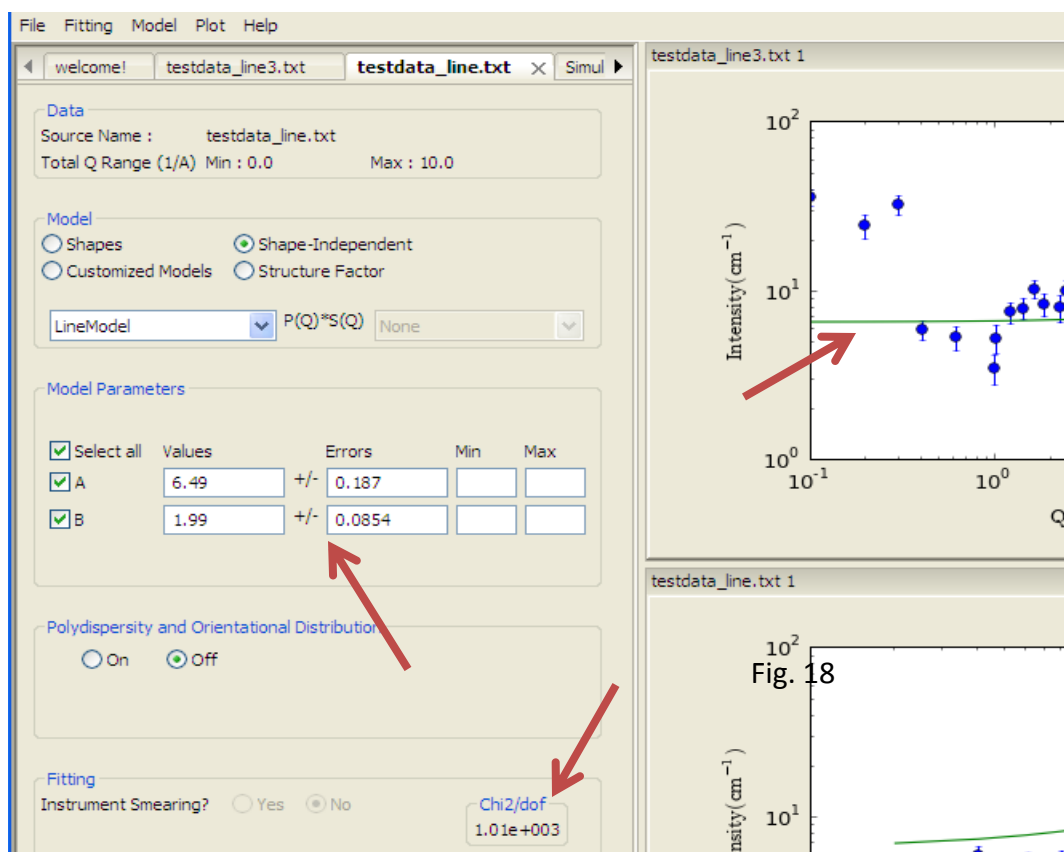 File Fitting Model Plot Help
welcome! testdata_line3.txt testdata_line.txt Simul
Data
Source Name : testdata_line.txt
Total Q Range (1/A) Min : 0.0 Max : 10.0
Model
Shapes Shape-Independent
Customized Models Structure Factor
LineModel P(Q)*S(Q) None
Model Parameters
Select all Values Errors Min Max
A 6.49 +/- 0.187
B 1.99 +/- 0.0854
Polydispersity and Orientational Distribution
On Off
Fitting
Instrument Smearing? Yes No
Chi2/dof
1.01e+003
testdata_line3.txt 1
10²
10¹
10⁰
Intensity(cm⁻¹)
10⁻¹ 10⁰
Q
testdata_line.txt 1
10²
Fig. 18
10¹
nsity(cm⁻¹)